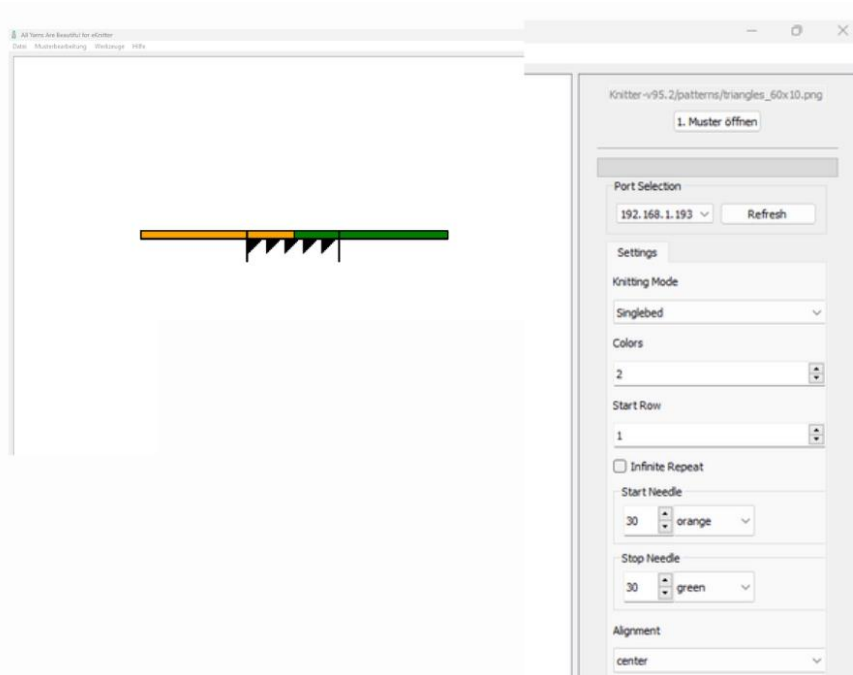 All Yarns Are Beautiful for eKnitter
Datei Musterbearbeitung Werkzeuge Hilfe
Knitter-v95.2/patterns/triangles_60x10.png
1. Muster öffnen
Port Selection
192.168.1.193 Refresh
Settings
Knitting Mode
Singlebed
Colors
2
Start Row
1
Infinite Repeat
Start Needle
30 orange
Stop Needle
30 green
Alignment
center